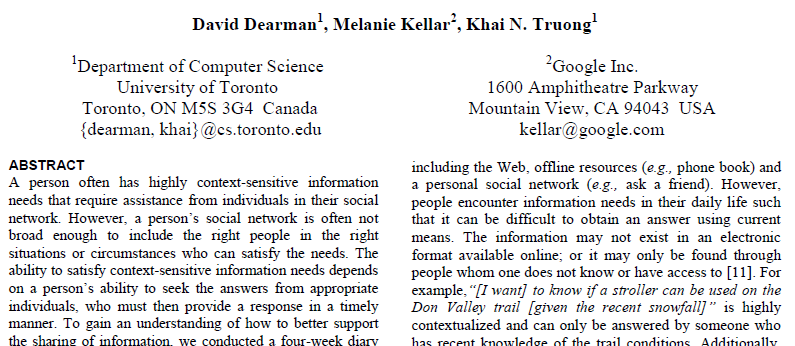 David Dearman1, Melanie Kellar2, Khai N. Truong1
1Department of Computer Science
University of Toronto
Toronto, ON M5S 3G4 Canada
{dearman, khai}@cs.toronto.edu
2Google Inc.
1600 Amphitheatre Parkway
Mountain View, CA 94043 USA
kellar@google.com
ABSTRACT
A person often has highly context-sensitive information
needs that require assistance from individuals in their social
network. However, a person's social network is often not
broad enough to include the right people in the right
situations or circumstances who can satisfy the needs. The
ability to satisfy context-sensitive information needs depends
on a person's ability to seek the answers from appropriate
individuals, who must then provide a response in a timely
manner. To gain an understanding of how to better support
the sharing of information, we conducted a four-week diary
including the Web, offline resources (e.g., phone book) and
a personal social network (e.g., ask a friend). However,
people encounter information needs in their daily life such
that it can be difficult to obtain an answer using current
means. The information may not exist in an electronic
format available online; or it may only be found through
people whom one does not know or have access to [11]. For
example,“[I want] to know if a stroller can be used on the
Don Valley trail [given the recent snowfall]” is highly
contextualized and can only be answered by someone who
has recent knowledge of the trail conditions. Additionally,